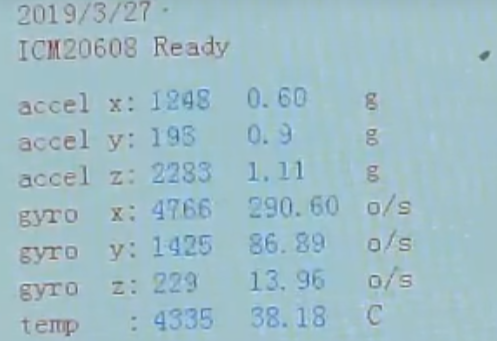 2019/3/27
ICM20608 Ready
accel x: 1248 0.60 g
accel y: 193 0.9 g
accel z: 2283 1.11 g
gyro x: 4766 290.60 o/s
gyro y: 1425 86.89 o/s
gyro z: 229 13.96 o/s
temp : 4335 38.18 C